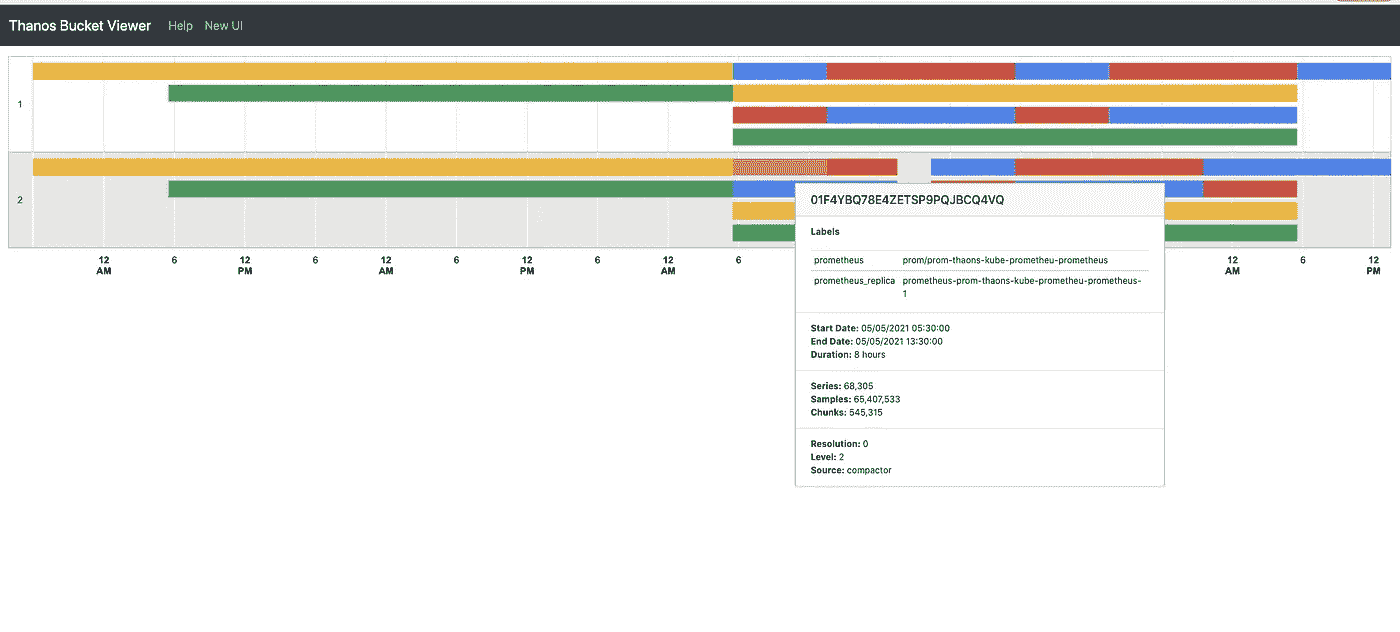 Thanos Bucket Viewer Help New UI
1
2
12 AM 6 12 PM 6 12 AM 6 12 PM 6 12 AM 6 12 AM 6 12 PM
01F4YBQ78E4ZETSP9PQJBCQ4VQ
Labels
prometheus prom/prom-thaons-kube-prometheu-prometheus
prometheus_replica prometheus-prom-thaons-kube-prometheu-prometheus-
1
Start Date: 05/05/2021 05:30:00
End Date: 05/05/2021 13:30:00
Duration: 8 hours
Series: 68,305
Samples: 65,407,533
Chunks: 545,315
Resolution: 0
Level: 2
Source: compactor